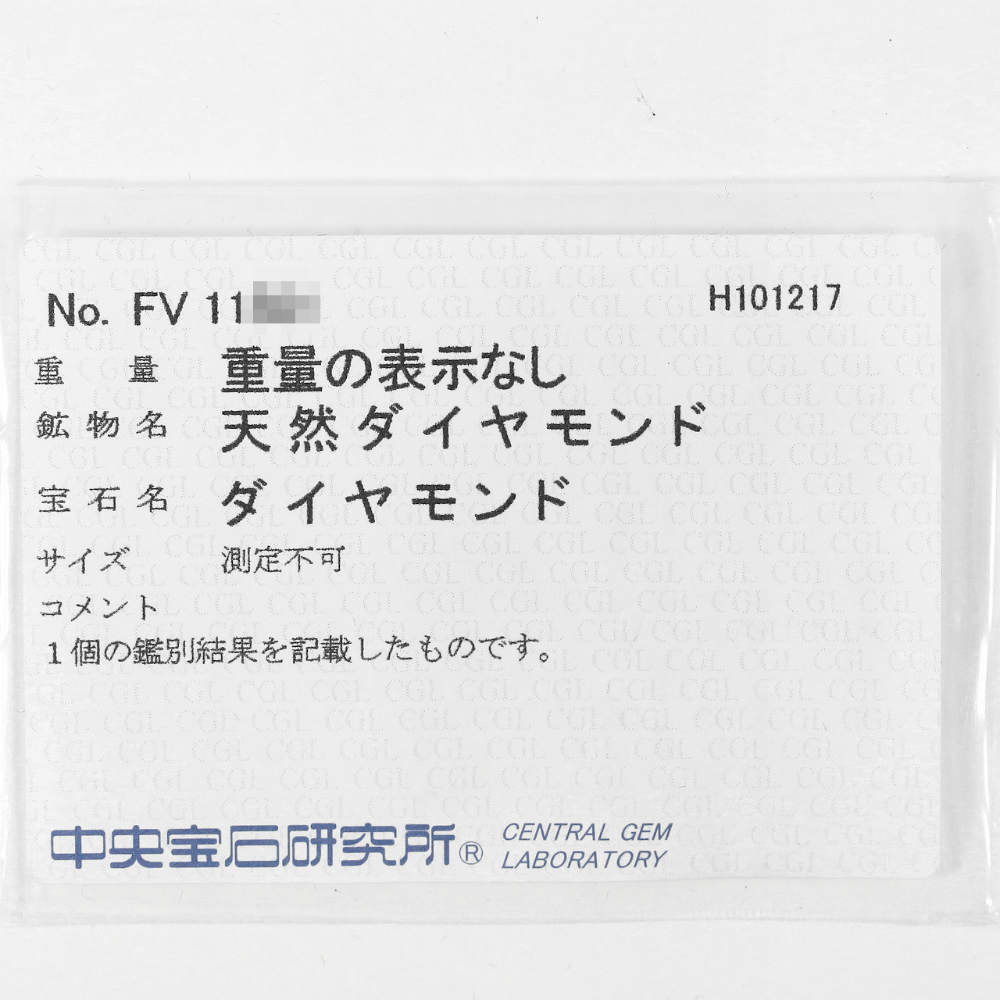 No. FV 11
H101217
重量 重量の表示なし
鉱物名 天然ダイヤモンド
宝石名 ダイヤモンド
サイズ 測定不可
コメント
1個の鑑別結果を記載したものです。
中央宝石研究所® CENTRAL GEM
LABORATORY